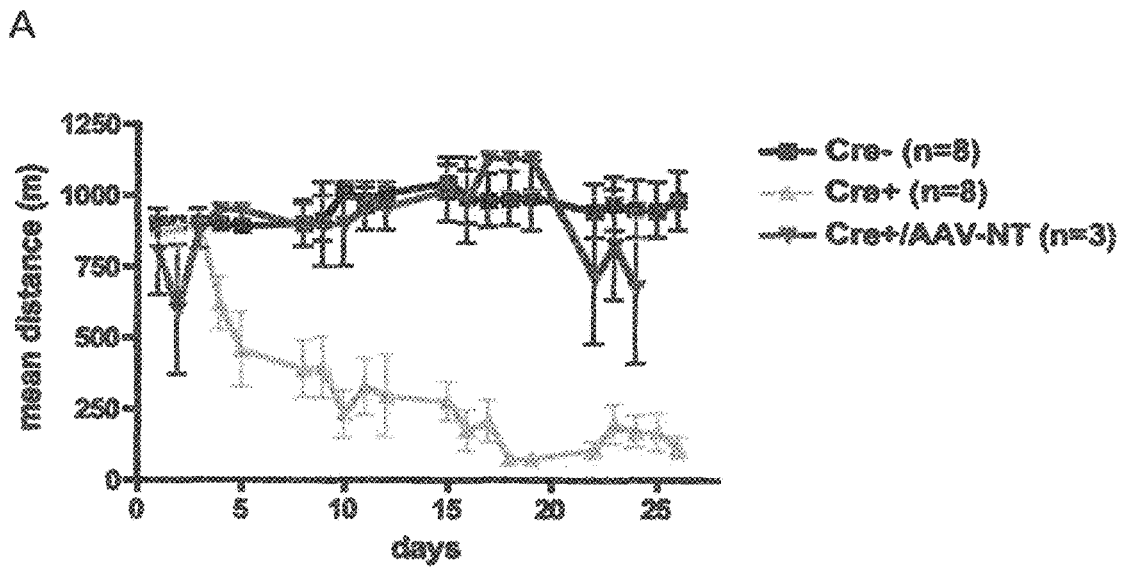 A
mean distance (m)
1250
1000
750
500
250
0
0 5 10 15 20 25
days
Cre- (n=8)
Cre+ (n=8)
Cre+/AAV-NT (n=3)